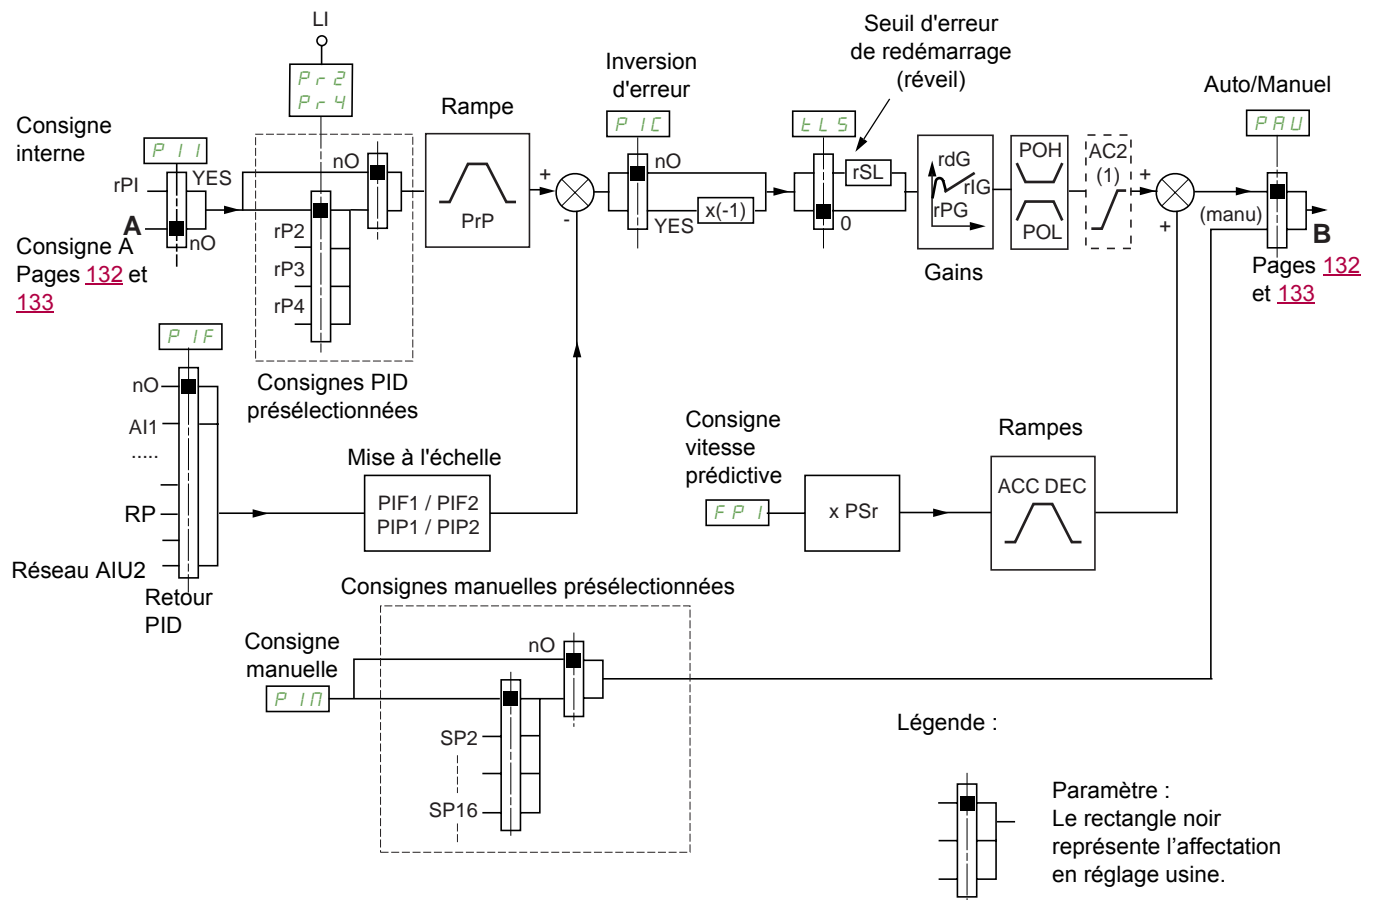 LI
Pr2
Pr4
Consigne
interne
PII
rPI
YES
A
nO
Consigne A
Pages 132 et
133
nO
rP2
rP3
rP4
Consignes PID
présélectionnées
Rampe
PrP
+
-
Inversion
d'erreur
PIC
nO
YES
x(-1)
Seuil d'erreur
de redémarrage
(réveil)
tLS
rSL
0
rdG
rIG
rPG
Gains
POH
POL
AC2
(1)
+
+
Auto/Manuel
PAU
(manu)
B
Pages 132
et 133
PIF
nO
AI1
.....
RP
Réseau AIU2
Retour
PID
Mise à l'échelle
PIF1 / PIF2
PIP1 / PIP2
Consigne
vitesse
prédictive
FPI
x PSr
Rampes
ACC DEC
Consignes manuelles présélectionnées
Consigne
manuelle
PIM
nO
SP2
SP16
Légende :
Paramètre :
Le rectangle noir
représente l’affectation
en réglage usine.